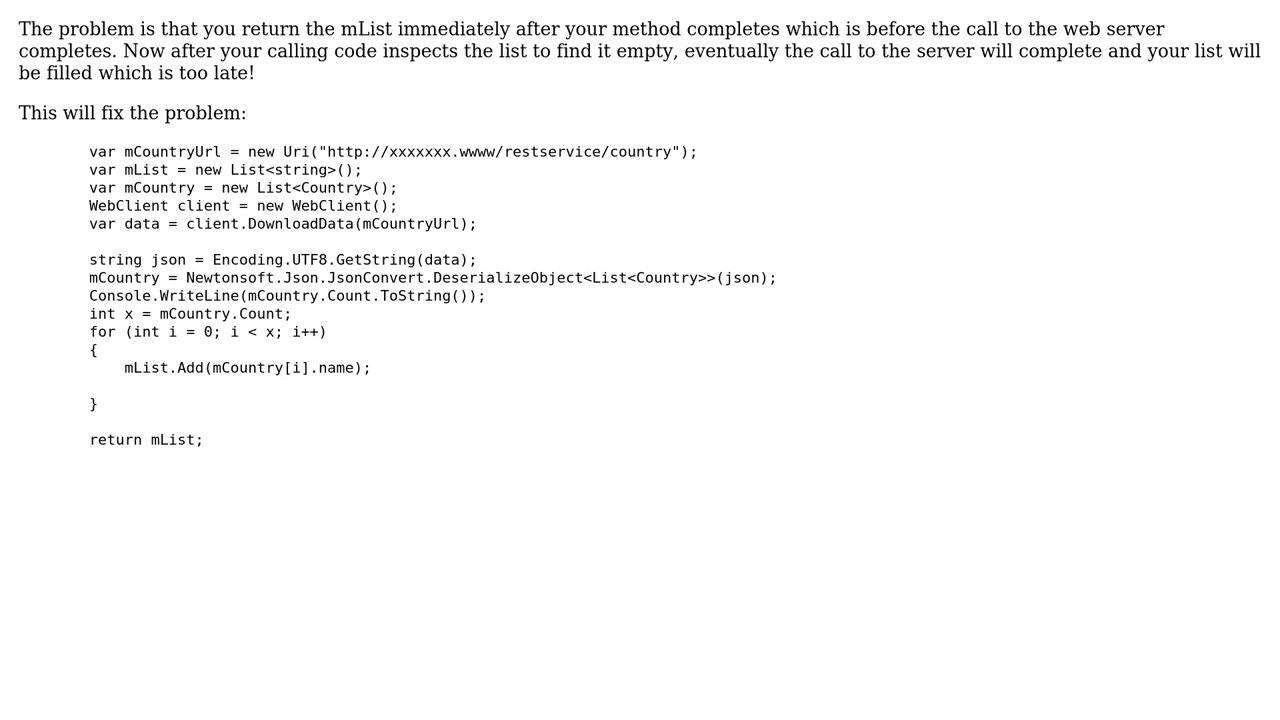 The problem is that you return the mList immediately after your method completes which is before the call to the web server
completes. Now after your calling code inspects the list to find it empty, eventually the call to the server will complete and your list will
be filled which is too late!
This will fix the problem:
var mCountryUrl = new Uri("http://xxxxxxx.wwww/restservice/country");
var mList = new List<string>();
var mCountry = new List<Country>();
WebClient client = new WebClient();
var data = client.DownloadData(mCountryUrl);
string json = Encoding.UTF8.GetString(data);
mCountry = Newtonsoft.Json.JsonConvert.DeserializeObject<List<Country>>(json);
Console.WriteLine(mCountry.Count.ToString());
int x = mCountry.Count;
for (int i = 0; i < x; i++)
{
mList.Add(mCountry[i].name);
}
return mList;